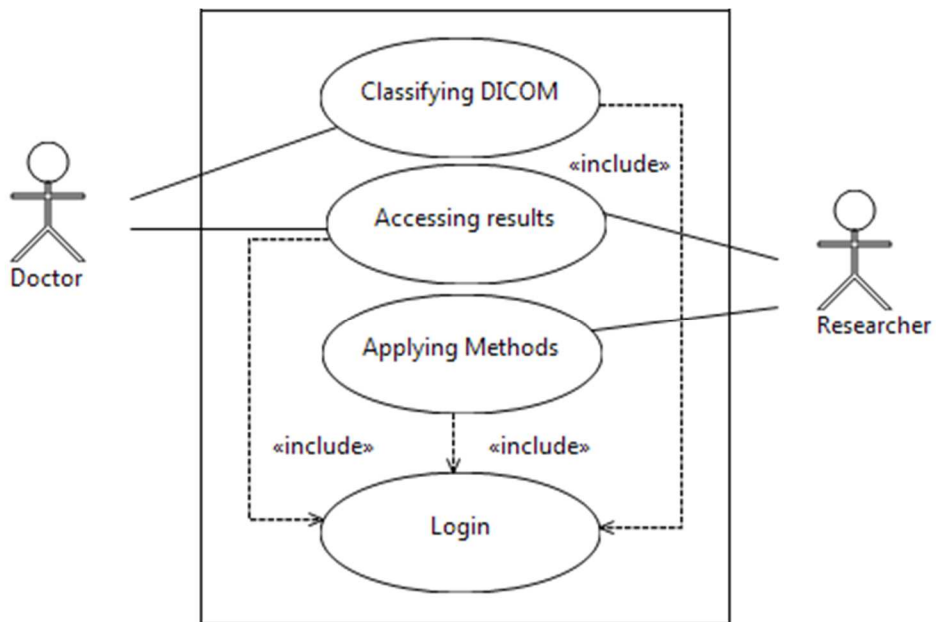 Classifying DICOM
«include»
Accessing results
Doctor
Researcher
Applying Methods
«include»
«include»
Login